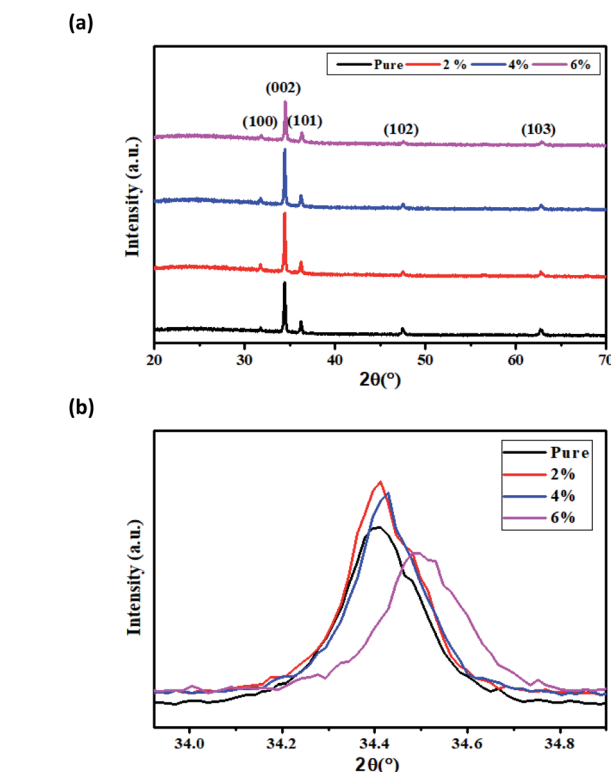 (a)
Pure 2 % 4% 6%
(002)
(100) (101) (102) (103)
Intensity (a.u.)
20 30 40 50 60 70
2θ(°)
(b)
Pure
2%
4%
6%
Intensity (a.u.)
34.0 34.2 34.4 34.6 34.8
2θ(°)